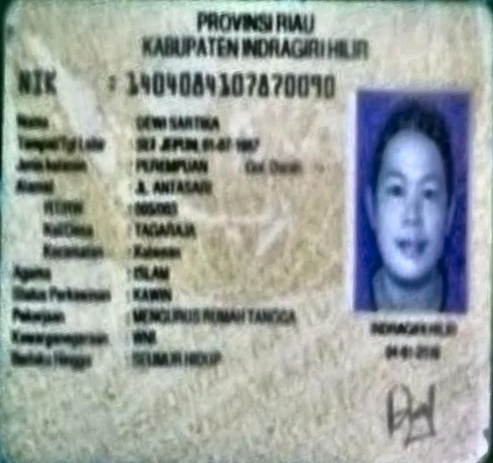 PROVINSI RIAU
KABUPATEN INDRAGIRI HILIR
NIK : 1404084107870090
Nama : DEWI SARTIKA
Tempat/Tgl Lahir : SEI JEPUN, 01-07-1987
Jenis Kelamin : PEREMPUAN Gol. Darah
Alamat : JL. ANTASARI
RT/RW : 005/003
Kel/Desa : TAGARAJA
Kecamatan : Kateman
Agama : ISLAM
Status Perkawinan : KAWIN
Pekerjaan : MENGURUS RUMAH TANGGA
Kewarganegaraan : WNI
Berlaku Hingga : SEUMUR HIDUP
INDRAGIRI HILIR